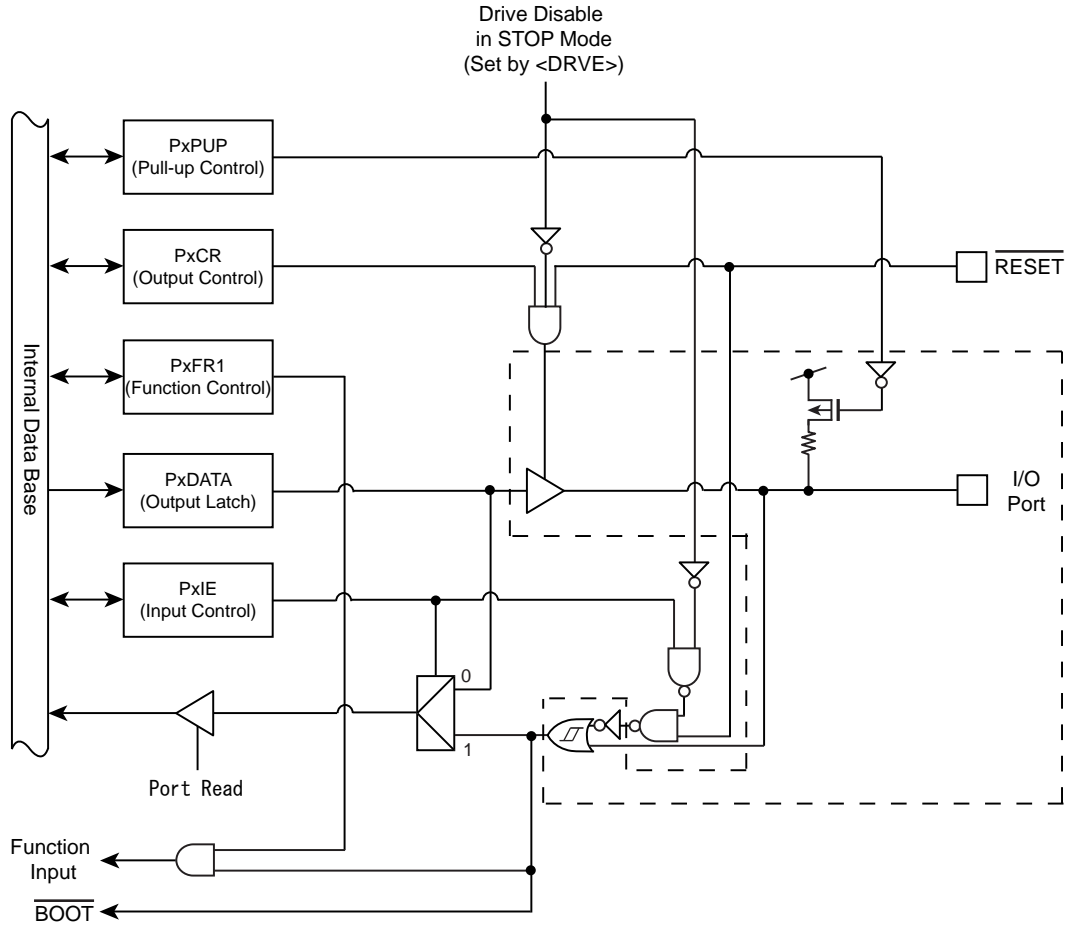 Drive Disable
in STOP Mode
(Set by <DRVE>)
PxPUP
(Pull-up Control)
PxCR
(Output Control)
RESET
PxFR1
(Function Control)
Internal Data Base
PxDATA
(Output Latch)
I/O
Port
PxIE
(Input Control)
0
1
Port Read
Function
Input
BOOT